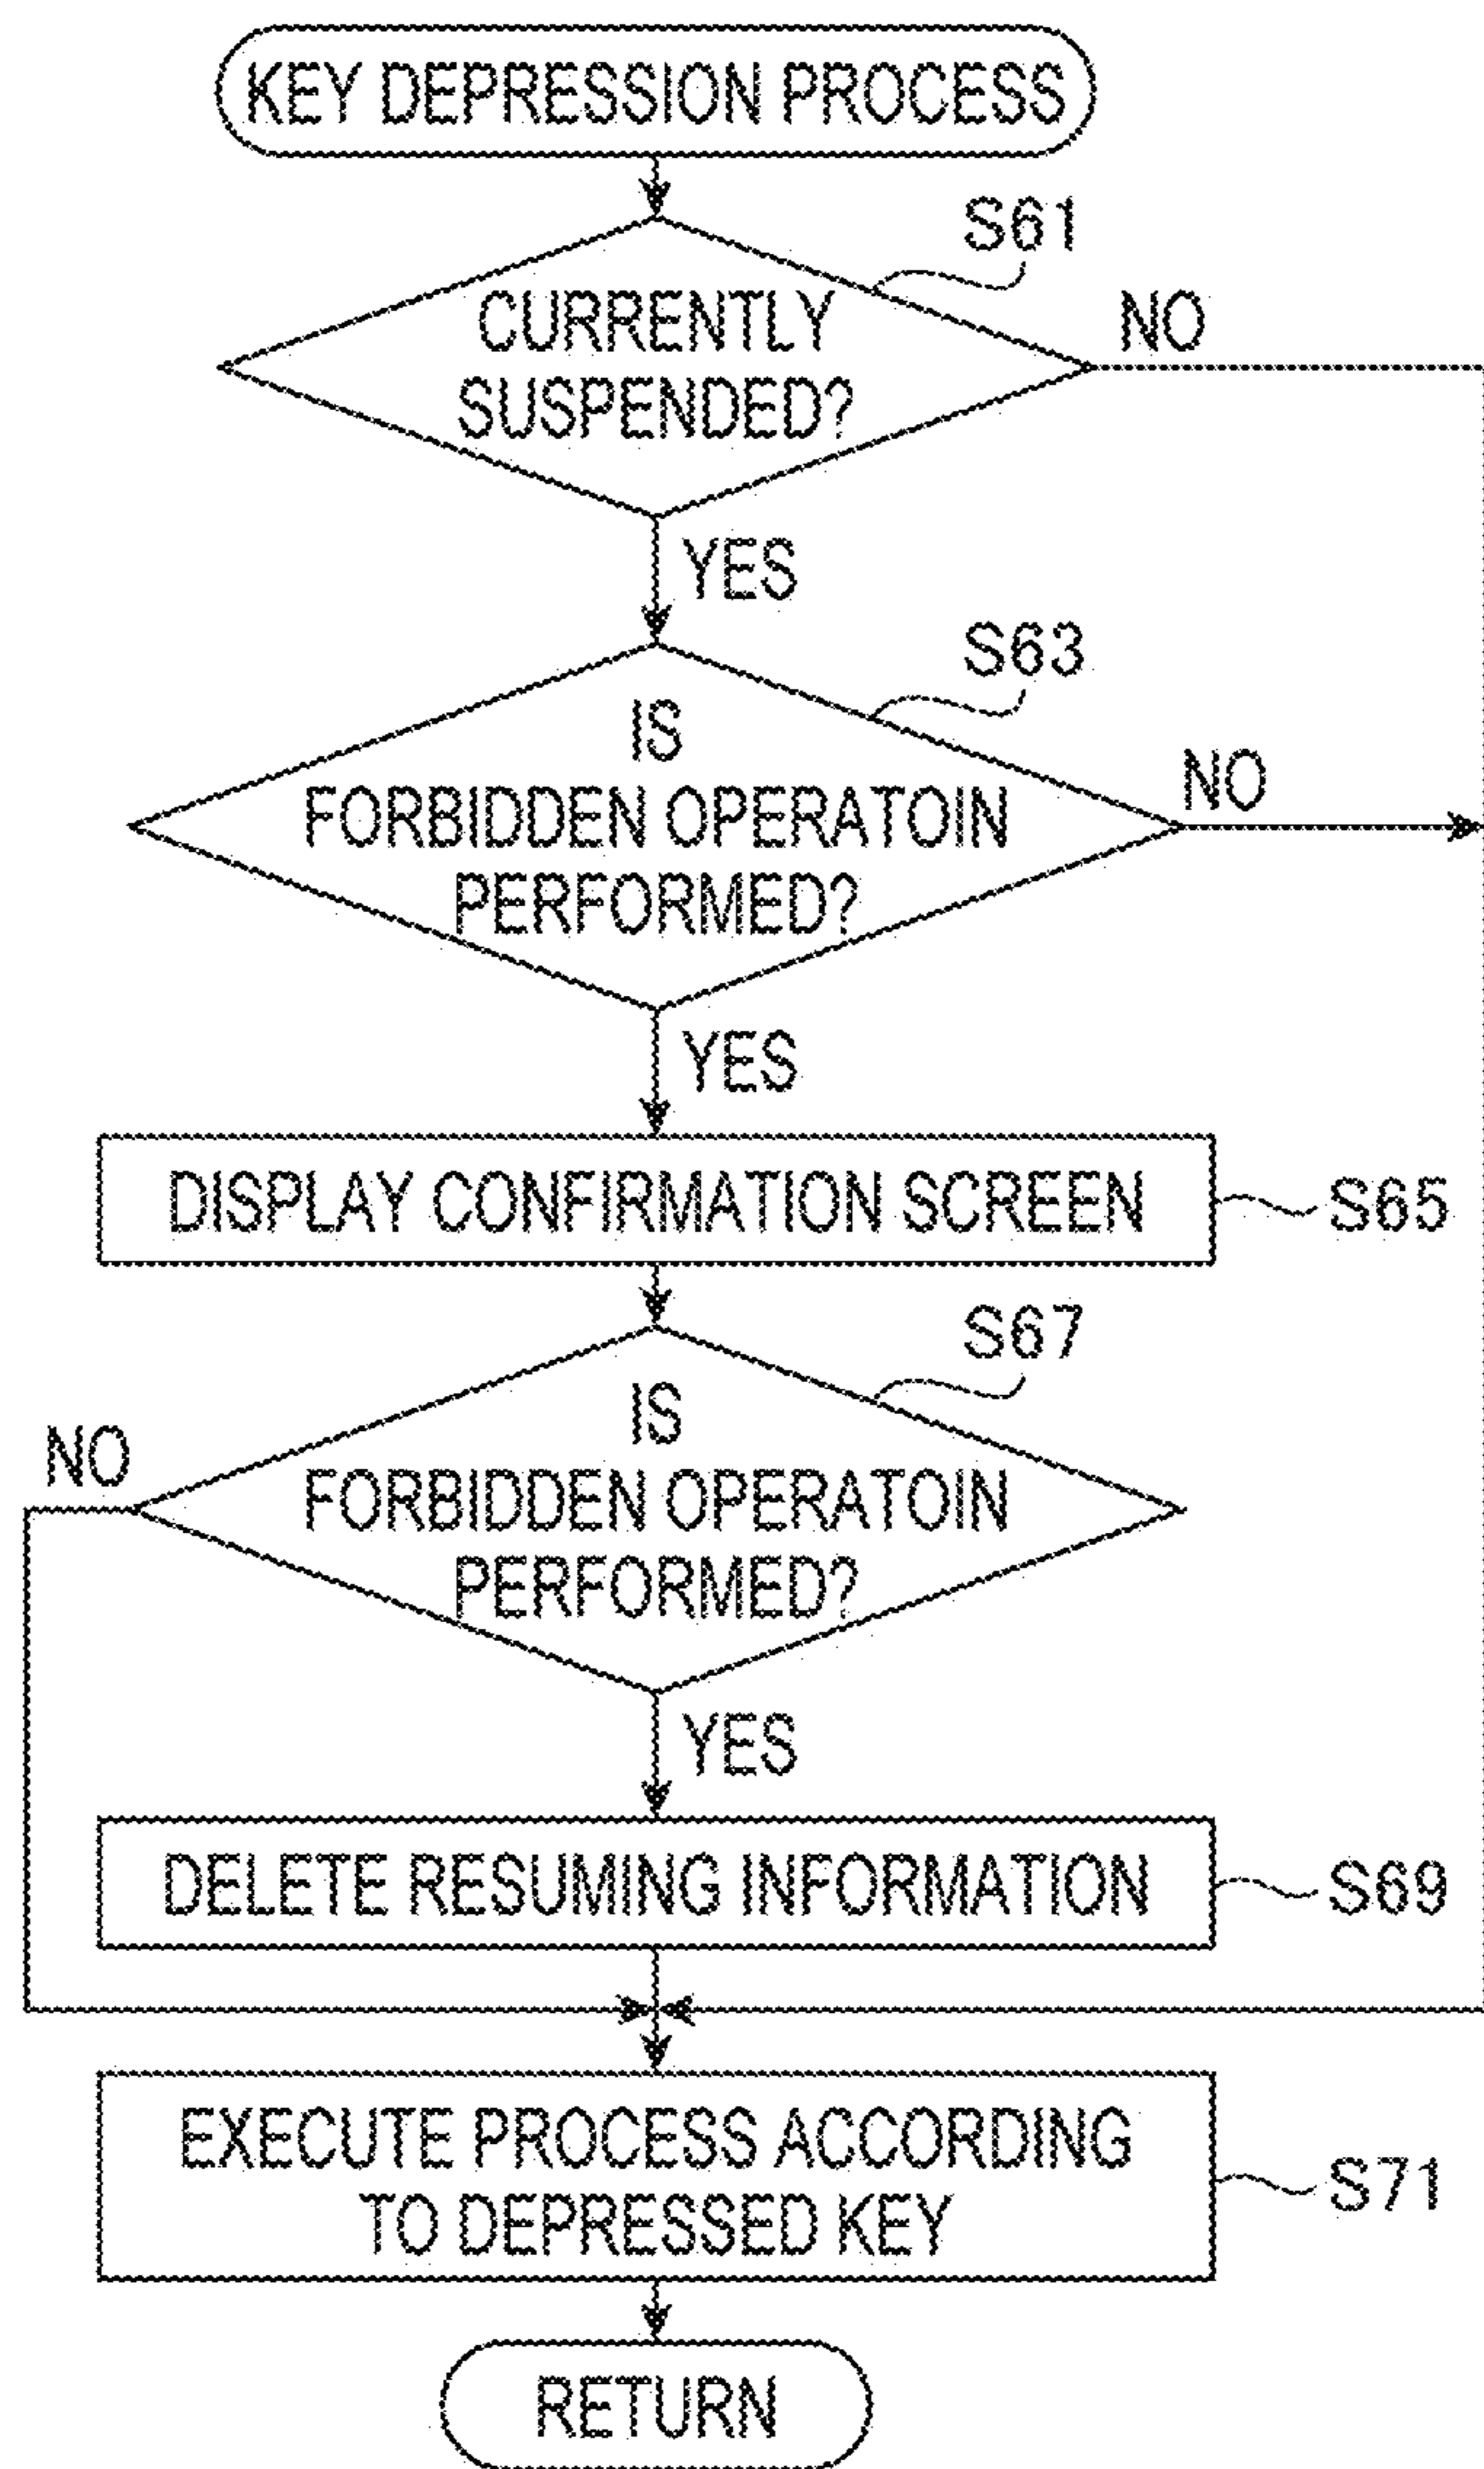 KEY DEPRESSION PROCESS
S61
CURRENTLY
SUSPENDED?
NO
YES
S63
IS
FORBIDDEN OPERATOIN
PERFORMED?
NO
YES
DISPLAY CONFIRMATION SCREEN
S65
S67
IS
FORBIDDEN OPERATOIN
PERFORMED?
NO
YES
DELETE RESUMING INFORMATION
S69
EXECUTE PROCESS ACCORDING
TO DEPRESSED KEY
S71
RETURN